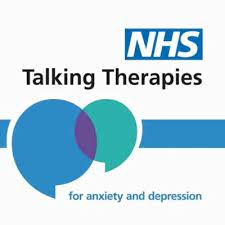 NHS
Talking Therapies
for anxiety and depression